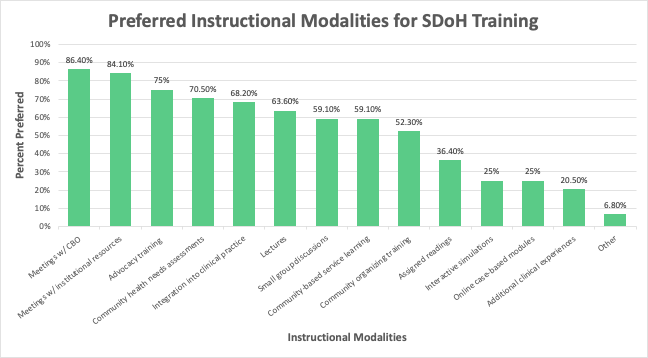 Preferred Instructional Modalities for SDoH Training
100%
90%
80%
70%
60%
50%
40%
30%
20%
10%
0%
Percent Preferred
86.40%
84.10%
75%
70.50%
68.20%
63.60%
59.10%
59.10%
52.30%
36.40%
25%
25%
20.50%
6.80%
Meetings w/ CBO
Meetings w/ institutional resources
Advocacy training
Community health needs assessments
Integration into clinical practice
Lectures
Small group discussions
Community-based service learning
Community organizing training
Assigned readings
Interactive simulations
Online case-based modules
Additional clinical experiences
Other
Instructional Modalities